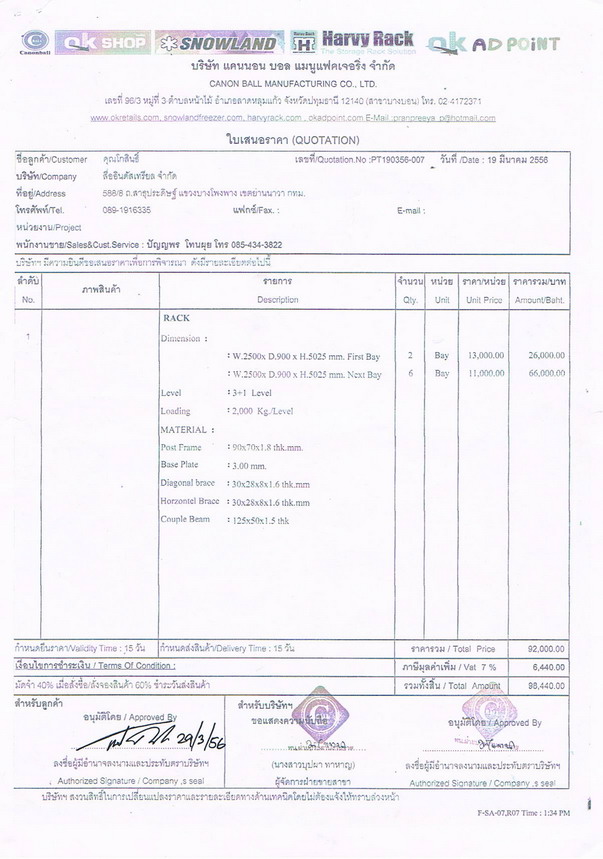 Canonball ok SHOP SNOWLAND Harvy Rack ok AD POINT
The Storage Rack Solution
บริษัท แคนนอน บอล แมนูแฟคเจอริ่ง จำกัด
CANON BALL MANUFACTURING CO., LTD.
เลขที่ 96/3 หมู่ที่ 3 ตำบลหน้าไม้ อำเภอลาดหลุมแก้ว จังหวัดปทุมธานี 12140 (สาขาบางบอน) โทร. 02-4172371
www.okretails.com, snowlandfreezer.com, harvyrack.com , okadpoint.com E-Mail :pranpreeya_p@hotmail.com
ใบเสนอราคา (QUOTATION)
ชื่อลูกค้า/Customer คุณโกสินธิ์ เลขที่/Quotation.No :PT190356-007 วันที่ /Date : 19 มีนาคม 2556
บริษัท/Company สื่ออินดัสเทรียล จำกัด
ที่อยู่/Address 588/8 ถ.สาธุประดิษฐ์ แขวงบางโพงพาง เขตยานนาวา กทม.
โทรศัพท์/Tel. 089-1916335 แฟกซ์/Fax. : E-mail :
หน่วยงาน/Project
พนักงานขาย/Sales&Cust.Service : ปัญญพร โทนผุย โทร 085-434-3822
บริษัทฯ มีความยินดีขอเสนอราคาเพื่อการพิจารณา ดังมีรายละเอียดต่อไปนี้
ลำดับ ภาพสินค้า รายการ จำนวน หน่วย ราคา/หน่วย ราคารวม/บาท
No. Description Qty. Unit Unit Price Amount/Baht.
RACK
1 Dimension :
: W.2500x D.900 x H.5025 mm. First Bay 2 Bay 13,000.00 26,000.00
: W.2500x D.900 x H.5025 mm. Next Bay 6 Bay 11,000.00 66,000.00
Level : 3+1 Level
Loading : 2,000 Kg./Level
MATERIAL :
Post Frame : 90x70x1.8 thk.mm.
Base Plate : 3.00 mm.
Diagonal brace : 30x28x8x1.6 thk.mm
Horzontel Brace : 30x28x8x1.6 thk.mm
Couple Beam : 125x50x1.5 thk
กำหนดยืนราคา/Validity Time : 15 วัน กำหนดส่งสินค้า/Delivery Time : 15 วัน ราคารวม / Total Price 92,000.00
เงื่อนไขการชำระเงิน / Terms Of Condition : ภาษีมูลค่าเพิ่ม / Vat 7 % 6,440.00
มัดจำ 40% เมื่อสั่งซื้อ/สั่งจองสินค้า 60% ชำระวันส่งสินค้า รวมทั้งสิ้น / Total Amount 98,440.00
สำหรับลูกค้า สำหรับบริษัทฯ
อนุมัติโดย / Approved By ขอแสดงความนับถือ อนุมัติโดย / Approved By
29/3/56
ลงชื่อผู้มีอำนาจลงนามและประทับตราบริษัทฯ (นางสาวบุปผา ทาหาญ) ลงชื่อผู้มีอำนาจลงนามและประทับตราบริษัทฯ
Authorized Signature / Company ,s seal ผู้จัดการฝ่ายขายสาขา Authorized Signature / Company ,s seal
บริษัทฯ สงวนสิทธิ์ในการเปลี่ยนแปลงราคาและรายละเอียดทางด้านเทคนิคโดยไม่ต้องแจ้งให้ทราบล่วงหน้า
F-SA-07,R07 Time : 1:34 PM